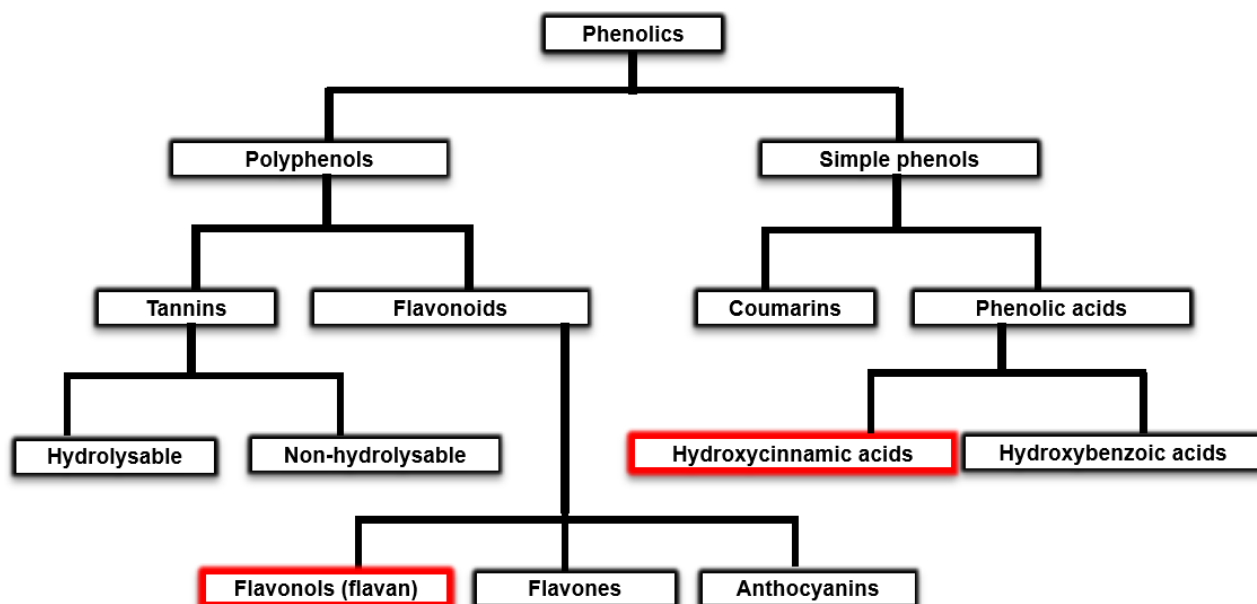 Phenolics
Polyphenols
Simple phenols
Tannins
Flavonoids
Coumarins
Phenolic acids
Hydrolysable
Non-hydrolysable
Hydroxycinnamic acids
Hydroxybenzoic acids
Flavonols (flavan)
Flavones
Anthocyanins